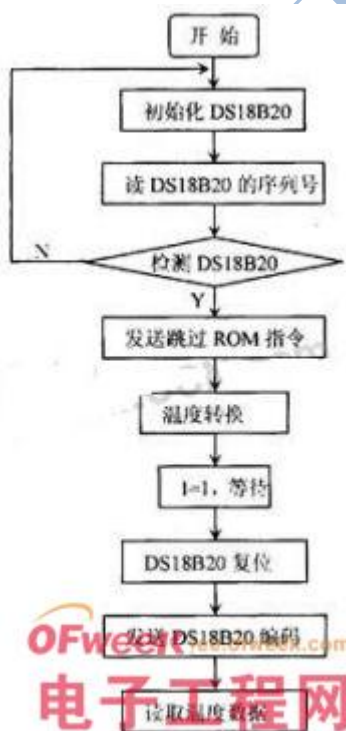 开 始
初始化 DS18B20
读 DS18B20 的序列号
检测 DS18B20
N
Y
发送跳过 ROM 指令
温度转换
I=1，等待
DS18B20 复位
发送 DS18B20 编码
OFweek
.ofweek.com
读取温度数据
电子工程网